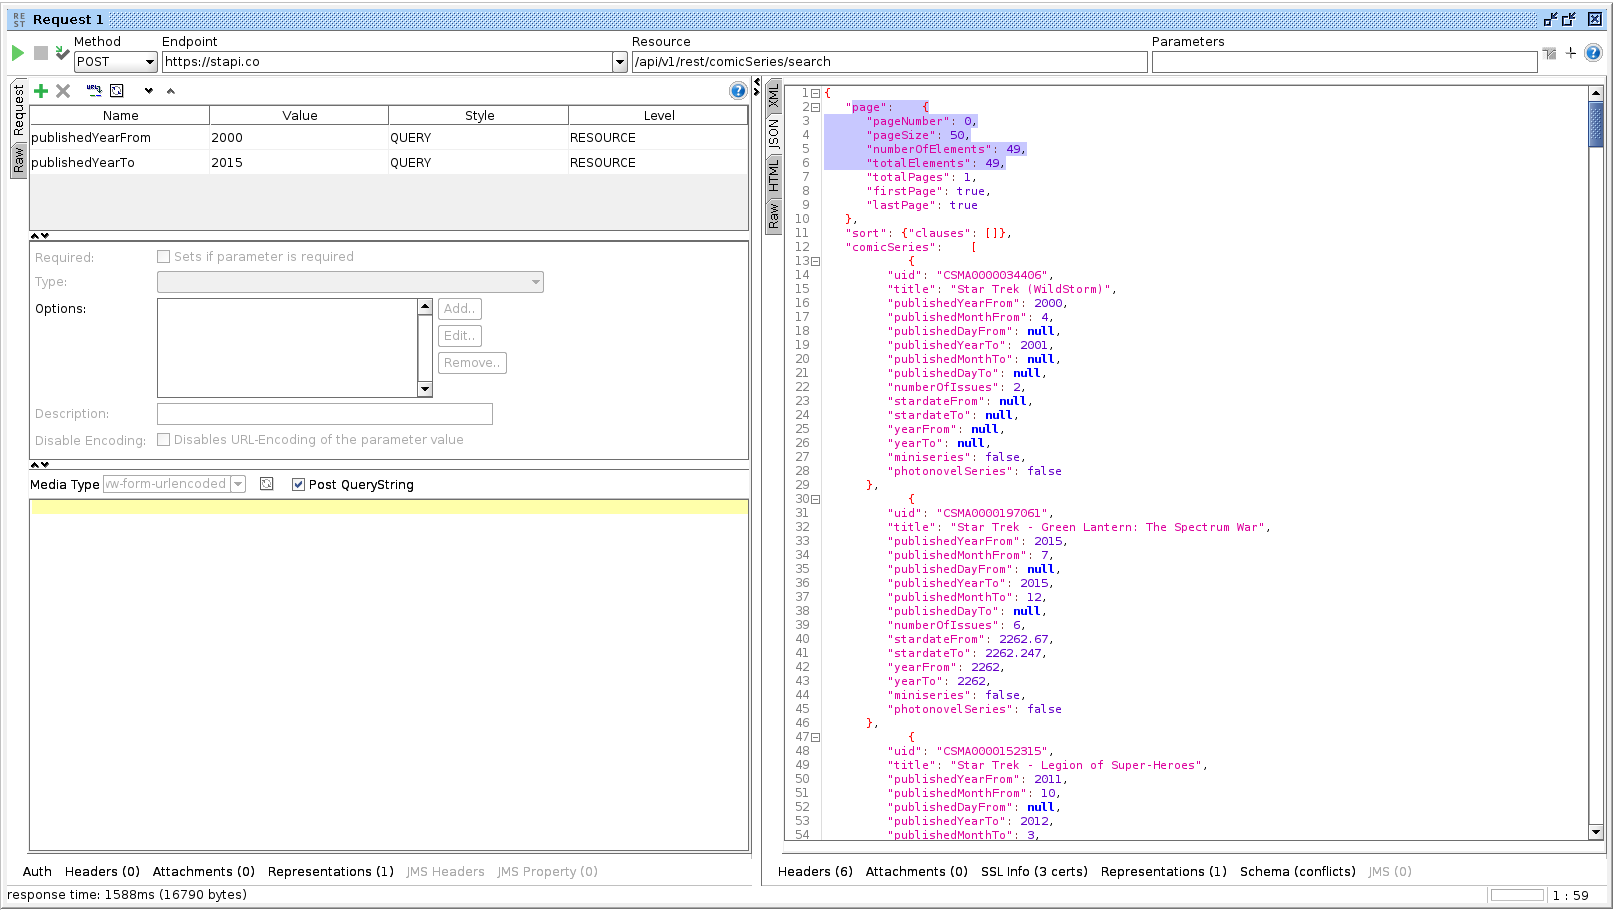 REST Request 1
Method Endpoint Resource Parameters
POST https://stapi.co /api/v1/rest/comicSeries/search
Request
Raw
Name Value Style Level
publishedYearFrom 2000 QUERY RESOURCE
publishedYearTo 2015 QUERY RESOURCE
Required: Sets if parameter is required
Type:
Options: Add..
Edit..
Remove..
Description:
Disable Encoding: Disables URL-Encoding of the parameter value
Media Type w-form-urlencoded Post QueryString
Auth Headers (0) Attachments (0) Representations (1) JMS Headers JMS Property (0)
XML
JSON
HTML
Raw
1 {
2 "page": {
3 "pageNumber": 0,
4 "pageSize": 50,
5 "numberOfElements": 49,
6 "totalElements": 49,
7 "totalPages": 1,
8 "firstPage": true,
9 "lastPage": true
10 },
11 "sort": {"clauses": []},
12 "comicSeries": [
13 {
14 "uid": "CSMA0000034406",
15 "title": "Star Trek (WildStorm)",
16 "publishedYearFrom": 2000,
17 "publishedMonthFrom": 4,
18 "publishedDayFrom": null,
19 "publishedYearTo": 2001,
20 "publishedMonthTo": null,
21 "publishedDayTo": null,
22 "numberOfIssues": 2,
23 "stardateFrom": null,
24 "stardateTo": null,
25 "yearFrom": null,
26 "yearTo": null,
27 "miniseries": false,
28 "photonovelSeries": false
29 },
30 {
31 "uid": "CSMA0000197061",
32 "title": "Star Trek - Green Lantern: The Spectrum War",
33 "publishedYearFrom": 2015,
34 "publishedMonthFrom": 7,
35 "publishedDayFrom": null,
36 "publishedYearTo": 2015,
37 "publishedMonthTo": 12,
38 "publishedDayTo": null,
39 "numberOfIssues": 6,
40 "stardateFrom": 2262.67,
41 "stardateTo": 2262.247,
42 "yearFrom": 2262,
43 "yearTo": 2262,
44 "miniseries": false,
45 "photonovelSeries": false
46 },
47 {
48 "uid": "CSMA0000152315",
49 "title": "Star Trek - Legion of Super-Heroes",
50 "publishedYearFrom": 2011,
51 "publishedMonthFrom": 10,
52 "publishedDayFrom": null,
53 "publishedYearTo": 2012,
54 "publishedMonthTo": 3,
Headers (6) Attachments (0) SSL Info (3 certs) Representations (1) Schema (conflicts) JMS (0)
response time: 1588ms (16790 bytes) 1 : 59